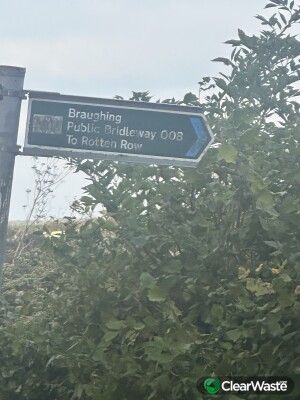 Braughing
Public Bridleway 008
To Rotten Row
ClearWaste